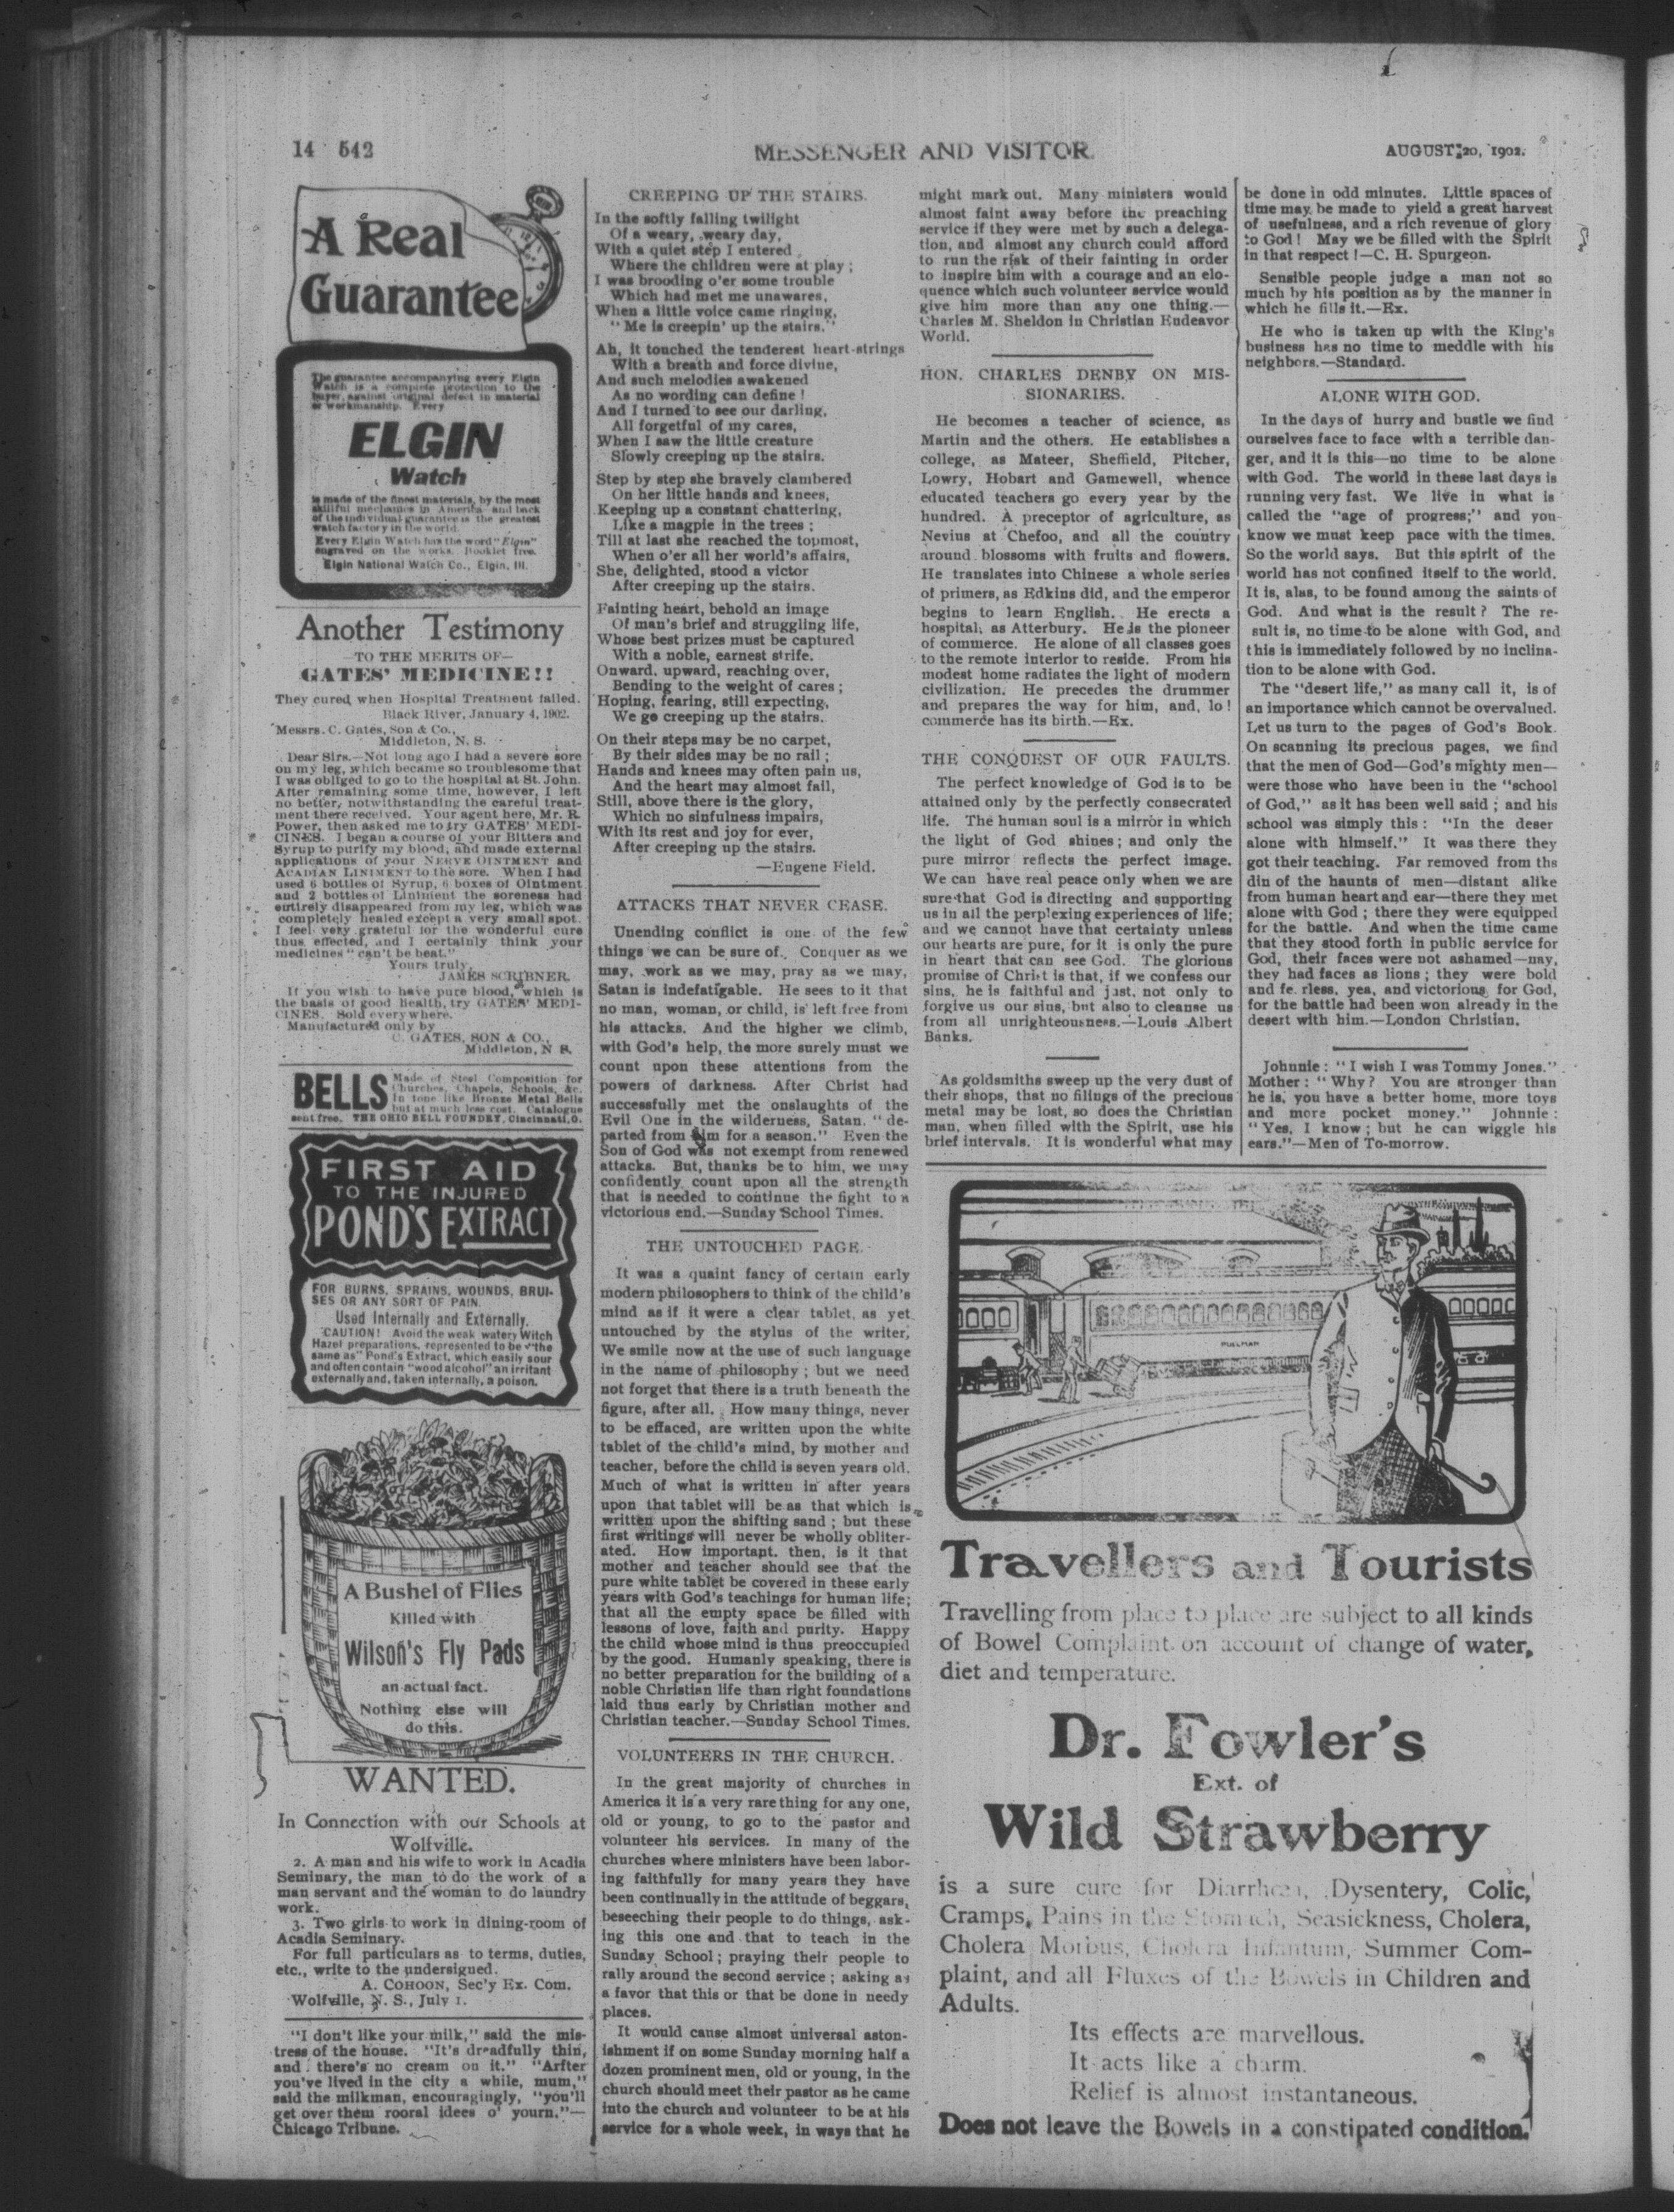 14 542
MESSENGER AND VISITOR.
AUGUST 20, 1902.
A Real
Guarantee
The guarantee accompanying every Elgin
Watch is a complete protection to the
buyer, against original defect in material
or workmanship. Every
ELGIN
Watch
is made of the finest materials, by the most
skillful mechanics in America and back
of the individual guarantee is the greatest
watch factory in the world.
Every Elgin Watch has the word "Elgin"
engraved on the works. Booklet free.
Elgin National Watch Co., Elgin, Ill.
Another Testimony
—TO THE MERITS OF—
GATES' MEDICINE!!
They cured when Hospital Treatment failed.
Black River, January 4, 1902.
Messrs. C. Gates, Son & Co.,
Middleton, N. S.
Dear Sirs.—Not long ago I had a severe sore
on my leg, which became so troublesome that
I was obliged to go to the hospital at St. John.
After remaining some time, however, I left
no better, notwithstanding the careful treat-
ment there received. Your agent here, Mr. R.
Power, then asked me to try GATES' MEDI-
CINES. I began a course of your Bitters and
Syrup to purify my blood, and made external
applications of your NERVE OINTMENT and
ACADIAN LINIMENT to the sore. When I had
used 6 bottles of Syrup, 6 boxes of Ointment
and 2 bottles of Liniment the soreness had
entirely disappeared from my leg, which was
completely healed except a very small spot.
I feel very grateful for the wonderful cure
thus effected, and I certainly think your
medicines "can't be beat."
Yours truly,
JAMES SCRIBNER.
If you wish to have pure blood, which is
the basis of good health, try GATES' MEDI-
CINES. Sold everywhere.
Manufactured only by
C. GATES, SON & CO.,
Middleton, N S.
BELLS
Made of Steel Composition for
Churches, Chapels, Schools, &c.
In tone like Bronze Metal Bells
but at much less cost. Catalogue
sent free. THE OHIO BELL FOUNDRY, Cincinnati, O.
FIRST AID
TO THE INJURED
POND'S EXTRACT
FOR BURNS, SPRAINS, WOUNDS, BRUI-
SES OR ANY SORT OF PAIN.
Used Internally and Externally.
CAUTION! Avoid the weak watery Witch
Hazel preparations, represented to be "the
same as" Pond's Extract, which easily sour
and often contain "wood alcohol" an irritant
externally and, taken internally, a poison.
A Bushel of Flies
Killed with
Wilson's Fly Pads
an actual fact.
Nothing else will
do this.
WANTED.
In Connection with our Schools at
Wolfville.
2. A man and his wife to work in Acadia
Seminary, the man to do the work of a
man servant and the woman to do laundry
work.
3. Two girls to work in dining-room of
Acadia Seminary.
For full particulars as to terms, duties,
etc., write to the undersigned.
A. COHOON, Sec'y Ex. Com.
Wolfville, N. S., July 1.
"I don't like your milk," said the mis-
tress of the house. "It's dreadfully thin,
and there's no cream on it." "Arfter
you've lived in the city a while, mum,"
said the milkman, encouragingly, "you'll
get over them rooral idees o' yourn."—
Chicago Tribune.
CREEPING UP THE STAIRS.
In the softly falling twilight
Of a weary, weary day,
With a quiet step I entered
Where the children were at play;
I was brooding o'er some trouble
Which had met me unawares,
When a little voice came ringing,
"Me is creepin' up the stairs."
Ah, it touched the tenderest heart-strings
With a breath and force divine,
And such melodies awakened
As no wording can define!
And I turned to see our darling,
All forgetful of my cares,
When I saw the little creature
Slowly creeping up the stairs.
Step by step she bravely clambered
On her little hands and knees,
Keeping up a constant chattering,
Like a magpie in the trees;
Till at last she reached the topmost,
When o'er all her world's affairs,
She, delighted, stood a victor
After creeping up the stairs.
Fainting heart, behold an image
Of man's brief and struggling life,
Whose best prizes must be captured
With a noble, earnest strife.
Onward, upward, reaching over,
Bending to the weight of cares;
Hoping, fearing, still expecting,
We go creeping up the stairs.
On their steps may be no carpet,
By their sides may be no rail;
Hands and knees may often pain us,
And the heart may almost fail,
Still, above there is the glory,
Which no sinfulness impairs,
With its rest and joy for ever,
After creeping up the stairs.
—Eugene Field.
ATTACKS THAT NEVER CEASE.
Unending conflict is one of the few
things we can be sure of. Conquer as we
may, work as we may, pray as we may,
Satan is indefatigable. He sees to it that
no man, woman, or child, is left free from
his attacks. And the higher we climb,
with God's help, the more surely must we
count upon these attentions from the
powers of darkness. After Christ had
successfully met the onslaughts of the
Evil One in the wilderness, Satan "de-
parted from him for a season." Even the
Son of God was not exempt from renewed
attacks. But, thanks be to him, we may
confidently count upon all the strength
that is needed to continue the fight to a
victorious end.—Sunday School Times.
THE UNTOUCHED PAGE.
It was a quaint fancy of certain early
modern philosophers to think of the child's
mind as if it were a clear tablet, as yet
untouched by the stylus of the writer.
We smile now at the use of such language
in the name of philosophy; but we need
not forget that there is a truth beneath the
figure, after all. How many things, never
to be effaced, are written upon the white
tablet of the child's mind, by mother and
teacher, before the child is seven years old.
Much of what is written in after years
upon that tablet will be as that which is
written upon the shifting sand; but these
first writings will never be wholly obliter-
ated. How important, then, is it that
mother and teacher should see that the
pure white tablet be covered in these early
years with God's teachings for human life;
that all the empty space be filled with
lessons of love, faith and purity. Happy
the child whose mind is thus preoccupied
by the good. Humanly speaking, there is
no better preparation for the building of a
noble Christian life than right foundations
laid thus early by Christian mother and
Christian teacher.—Sunday School Times.
VOLUNTEERS IN THE CHURCH.
In the great majority of churches in
America it is a very rare thing for any one,
old or young, to go to the pastor and
volunteer his services. In many of the
churches where ministers have been labor-
ing faithfully for many years they have
been continually in the attitude of beggars,
beseeching their people to do things, ask-
ing this one and that to teach in the
Sunday School; praying their people to
rally around the second service; asking as
a favor that this or that be done in needy
places.
It would cause almost universal aston-
ishment if on some Sunday morning half a
dozen prominent men, old or young, in the
church should meet their pastor as he came
into the church and volunteer to be at his
service for a whole week, in ways that he
might mark out. Many ministers would
almost faint away before the preaching
service if they were met by such a delega-
tion, and almost any church could afford
to run the risk of their fainting in order
to inspire him with a courage and an elo-
quence which such volunteer service would
give him more than any one thing.—
Charles M. Sheldon in Christian Endeavor
World.
HON. CHARLES DENBY ON MIS-
SIONARIES.
He becomes a teacher of science, as
Martin and the others. He establishes a
college, as Mateer, Sheffield, Pitcher,
Lowry, Hobart and Gamewell, whence
educated teachers go every year by the
hundred. A preceptor of agriculture, as
Nevius at Chefoo, and all the country
around blossoms with fruits and flowers.
He translates into Chinese a whole series
of primers, as Edkins did, and the emperor
begins to learn English. He erects a
hospital, as Atterbury. He is the pioneer
of commerce. He alone of all classes goes
to the remote interior to reside. From his
modest home radiates the light of modern
civilization. He precedes the drummer
and prepares the way for him, and, lo!
commerce has its birth.—Ex.
THE CONQUEST OF OUR FAULTS.
The perfect knowledge of God is to be
attained only by the perfectly consecrated
life. The human soul is a mirror in which
the light of God shines; and only the
pure mirror reflects the perfect image.
We can have real peace only when we are
sure that God is directing and supporting
us in all the perplexing experiences of life;
and we cannot have that certainty unless
our hearts are pure, for it is only the pure
in heart that can see God. The glorious
promise of Christ is that, if we confess our
sins, he is faithful and just, not only to
forgive us our sins, but also to cleanse us
from all unrighteousness.—Louis Albert
Banks.
As goldsmiths sweep up the very dust of
their shops, that no filings of the precious
metal may be lost, so does the Christian
man, when filled with the Spirit, use his
brief intervals. It is wonderful what may
be done in odd minutes. Little spaces of
time may be made to yield a great harvest
of usefulness, and a rich revenue of glory
to God! May we be filled with the Spirit
in that respect!—C. H. Spurgeon.
Sensible people judge a man not so
much by his position as by the manner in
which he fills it.—Ex.
He who is taken up with the King's
business has no time to meddle with his
neighbors.—Standard.
ALONE WITH GOD.
In the days of hurry and bustle we find
ourselves face to face with a terrible dan-
ger, and it is this—no time to be alone
with God. The world in these last days is
running very fast. We live in what is
called the "age of progress;" and you
know we must keep pace with the times.
So the world says. But this spirit of the
world has not confined itself to the world.
It is, alas, to be found among the saints of
God. And what is the result? The re-
sult is, no time to be alone with God, and
this is immediately followed by no inclina-
tion to be alone with God.
The "desert life," as many call it, is of
an importance which cannot be overvalued.
Let us turn to the pages of God's Book.
On scanning its precious pages, we find
that the men of God—God's mighty men—
were those who have been in the "school
of God," as it has been well said; and his
school was simply this: "In the deser
alone with himself." It was there they
got their teaching. Far removed from ths
din of the haunts of men—distant alike
from human heart and ear—there they met
alone with God; there they were equipped
for the battle. And when the time came
that they stood forth in public service for
God, their faces were not ashamed—nay,
they had faces as lions; they were bold
and fe rless, yea, and victorious for God,
for the battle had been won already in the
desert with him.—London Christian.
Johnnie: "I wish I was Tommy Jones."
Mother: "Why? You are stronger than
he is, you have a better home, more toys
and more pocket money." Johnnie:
"Yes, I know; but he can wiggle his
ears."—Men of To-morrow.
PULLMAN
Travellers and Tourists
Travelling from place to place are subject to all kinds
of Bowel Complaint on account of change of water,
diet and temperature.
Dr. Fowler's
Ext. of
Wild Strawberry
is a sure cure for Diarrhoea, Dysentery, Colic,
Cramps, Pains in the Stomach, Seasickness, Cholera,
Cholera Morbus, Cholera Infantum, Summer Com-
plaint, and all Fluxes of the Bowels in Children and
Adults.
Its effects are marvellous.
It acts like a charm.
Relief is almost instantaneous.
Does not leave the Bowels in a constipated condition.